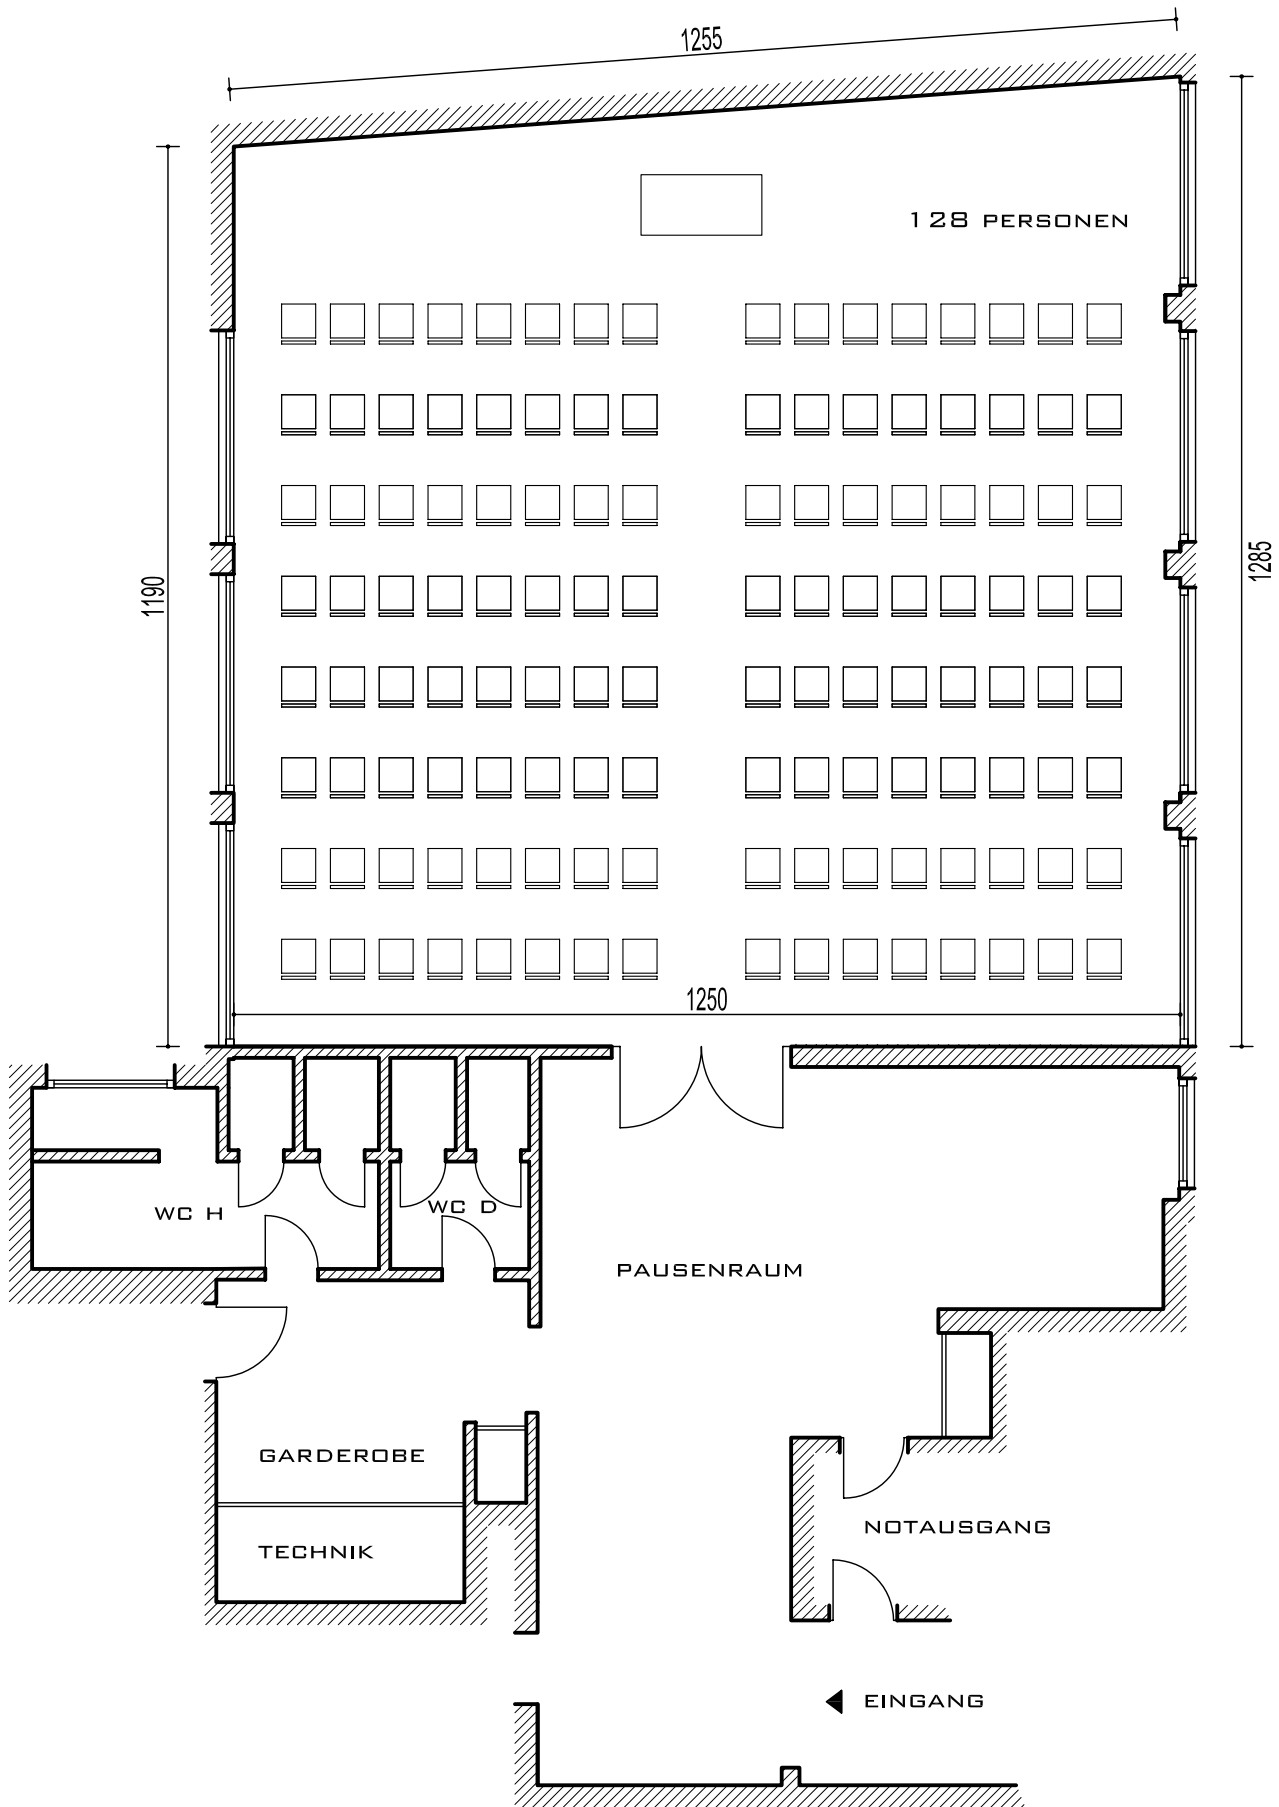 1255
128 PERSONEN
1190
1285
1250
WC H
WC D
PAUSENRAUM
GARDEROBE
NOTAUSGANG
TECHNIK
EINGANG